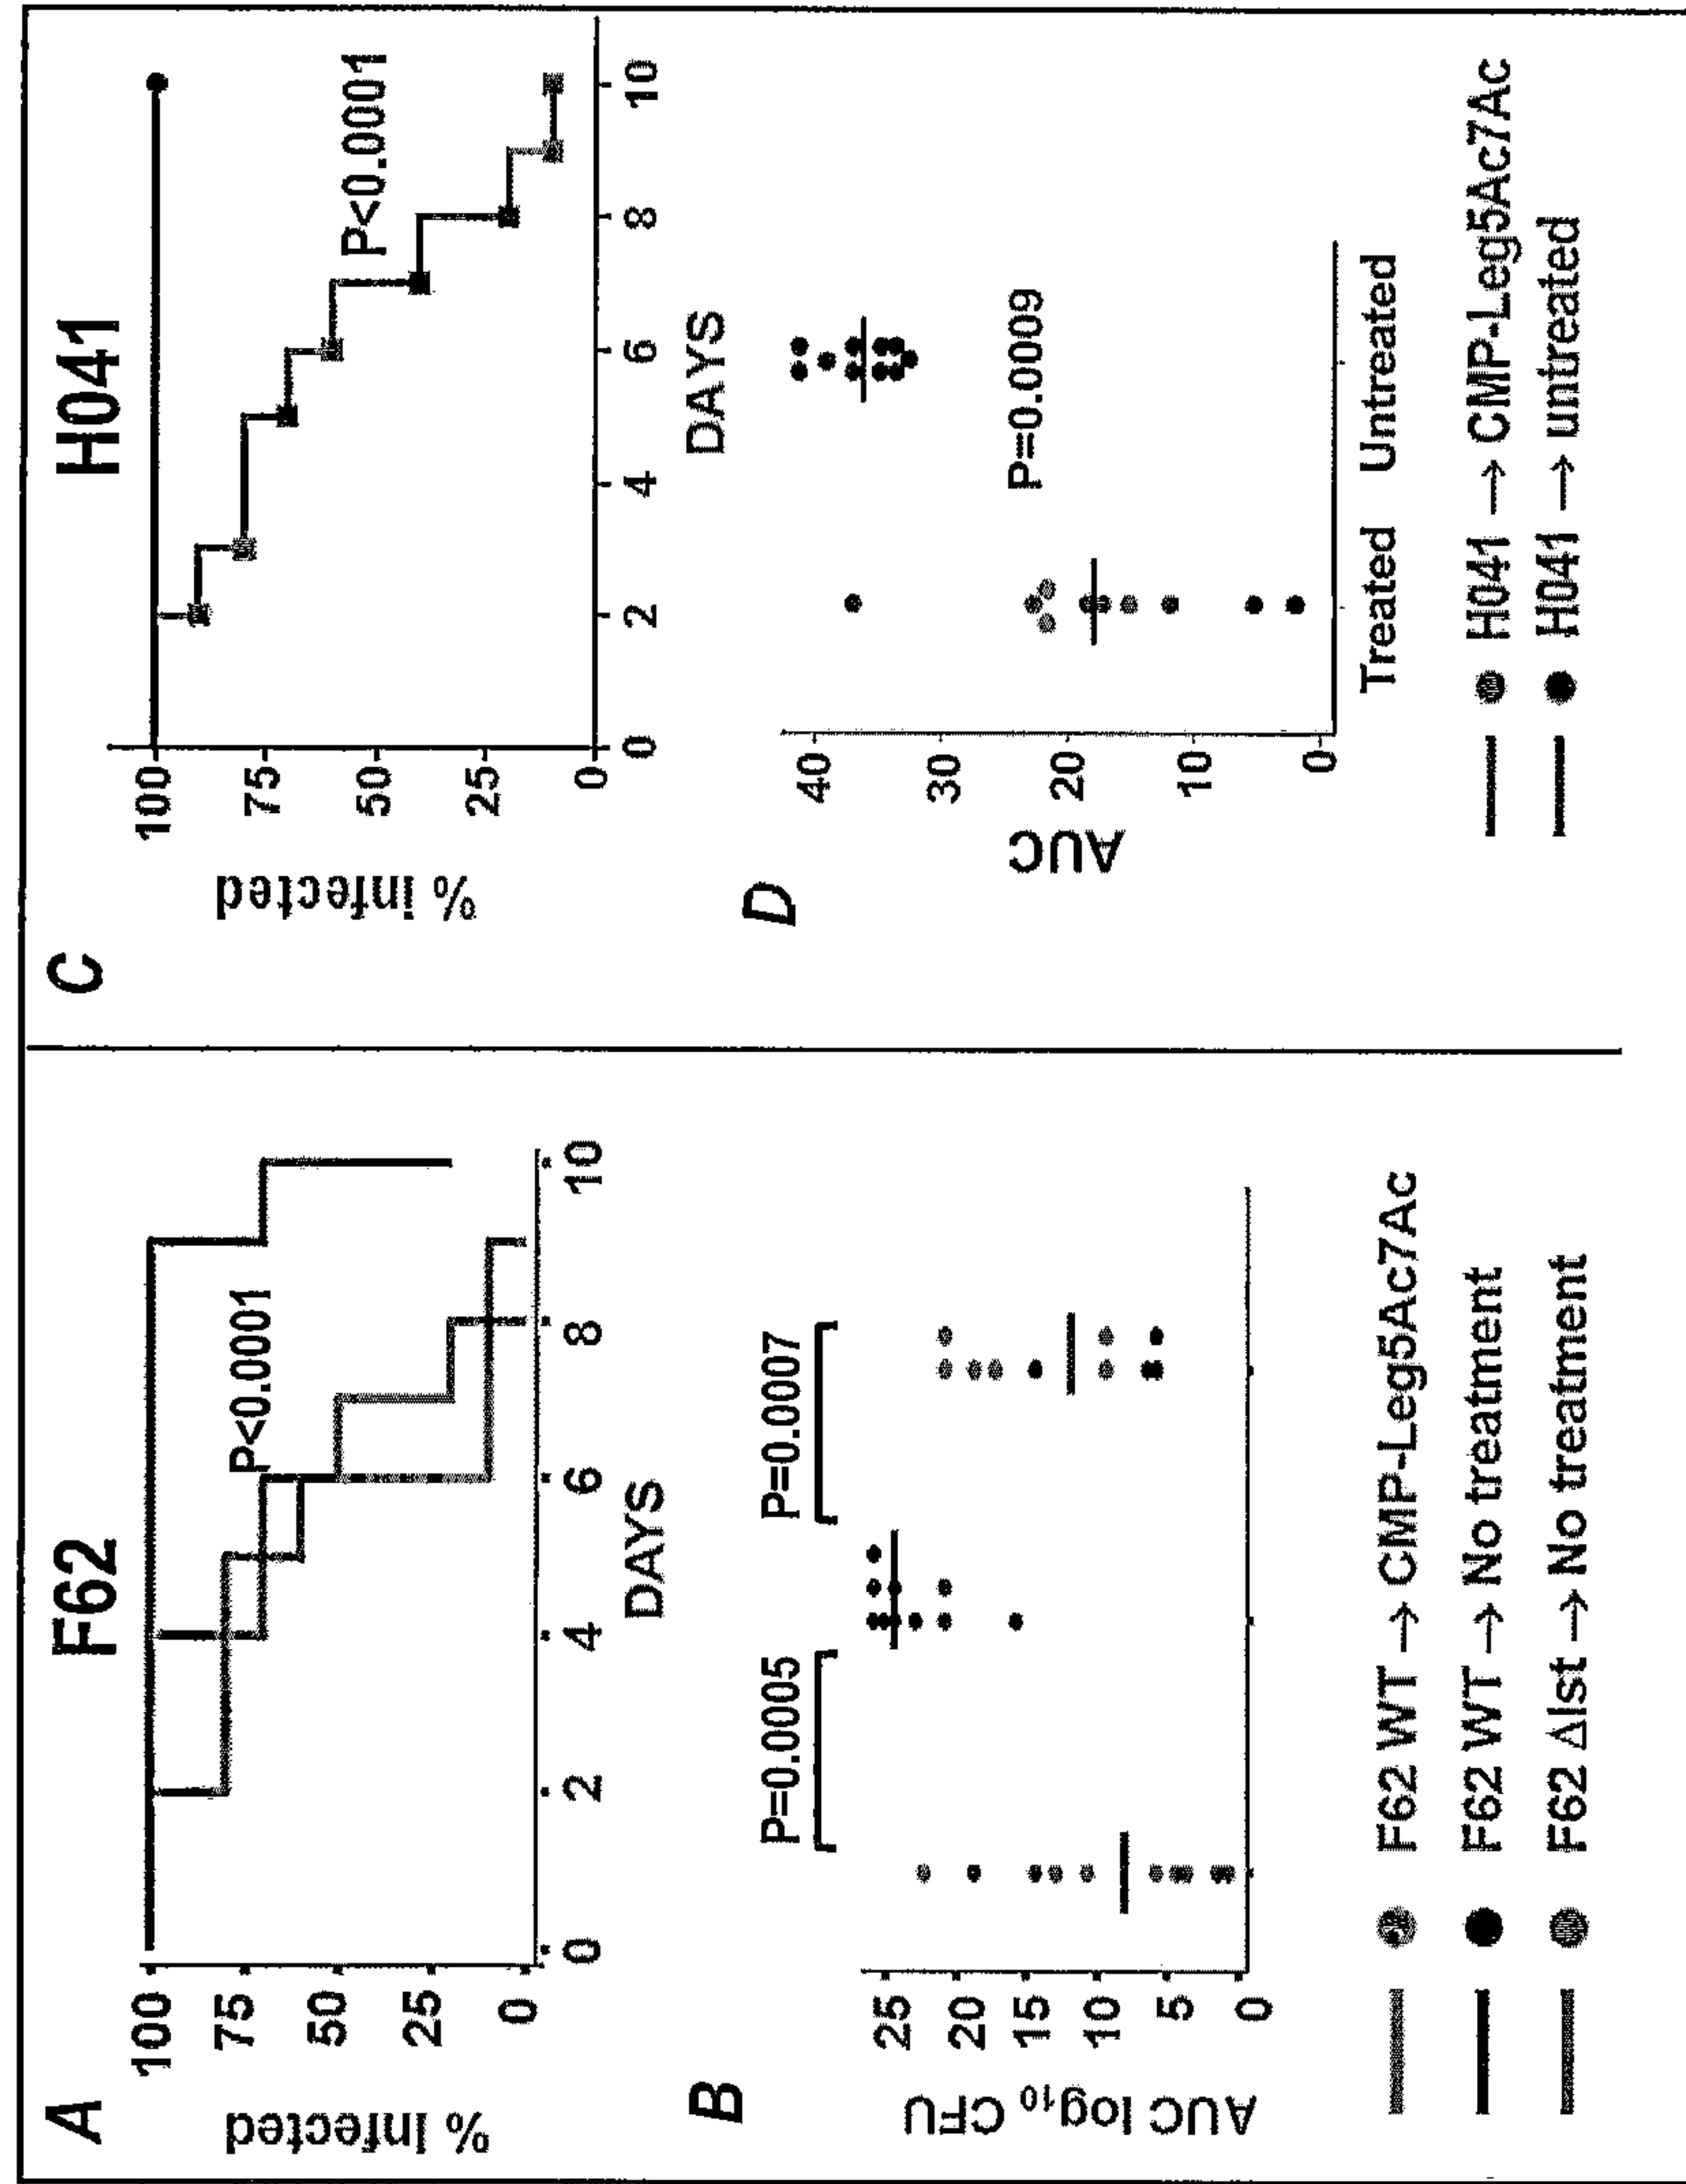 A
F62
% Infected
100
75
50
25
0
P<0.0001
0 2 4 6 8 10
DAYS
B
AUC log₁₀ CFU
25
20
15
10
5
0
P=0.0005 P=0.0007
F62 WT → CMP-Leg5Ac7Ac
F62 WT → No treatment
F62 Δlst → No treatment
C
H041
% infected
100
75
50
25
0
P<0.0001
0 2 4 6 8 10
DAYS
D
AUC
40
30
20
10
0
P=0.0009
Treated Untreated
H041 → CMP-Leg5Ac7Ac
H041 → untreated